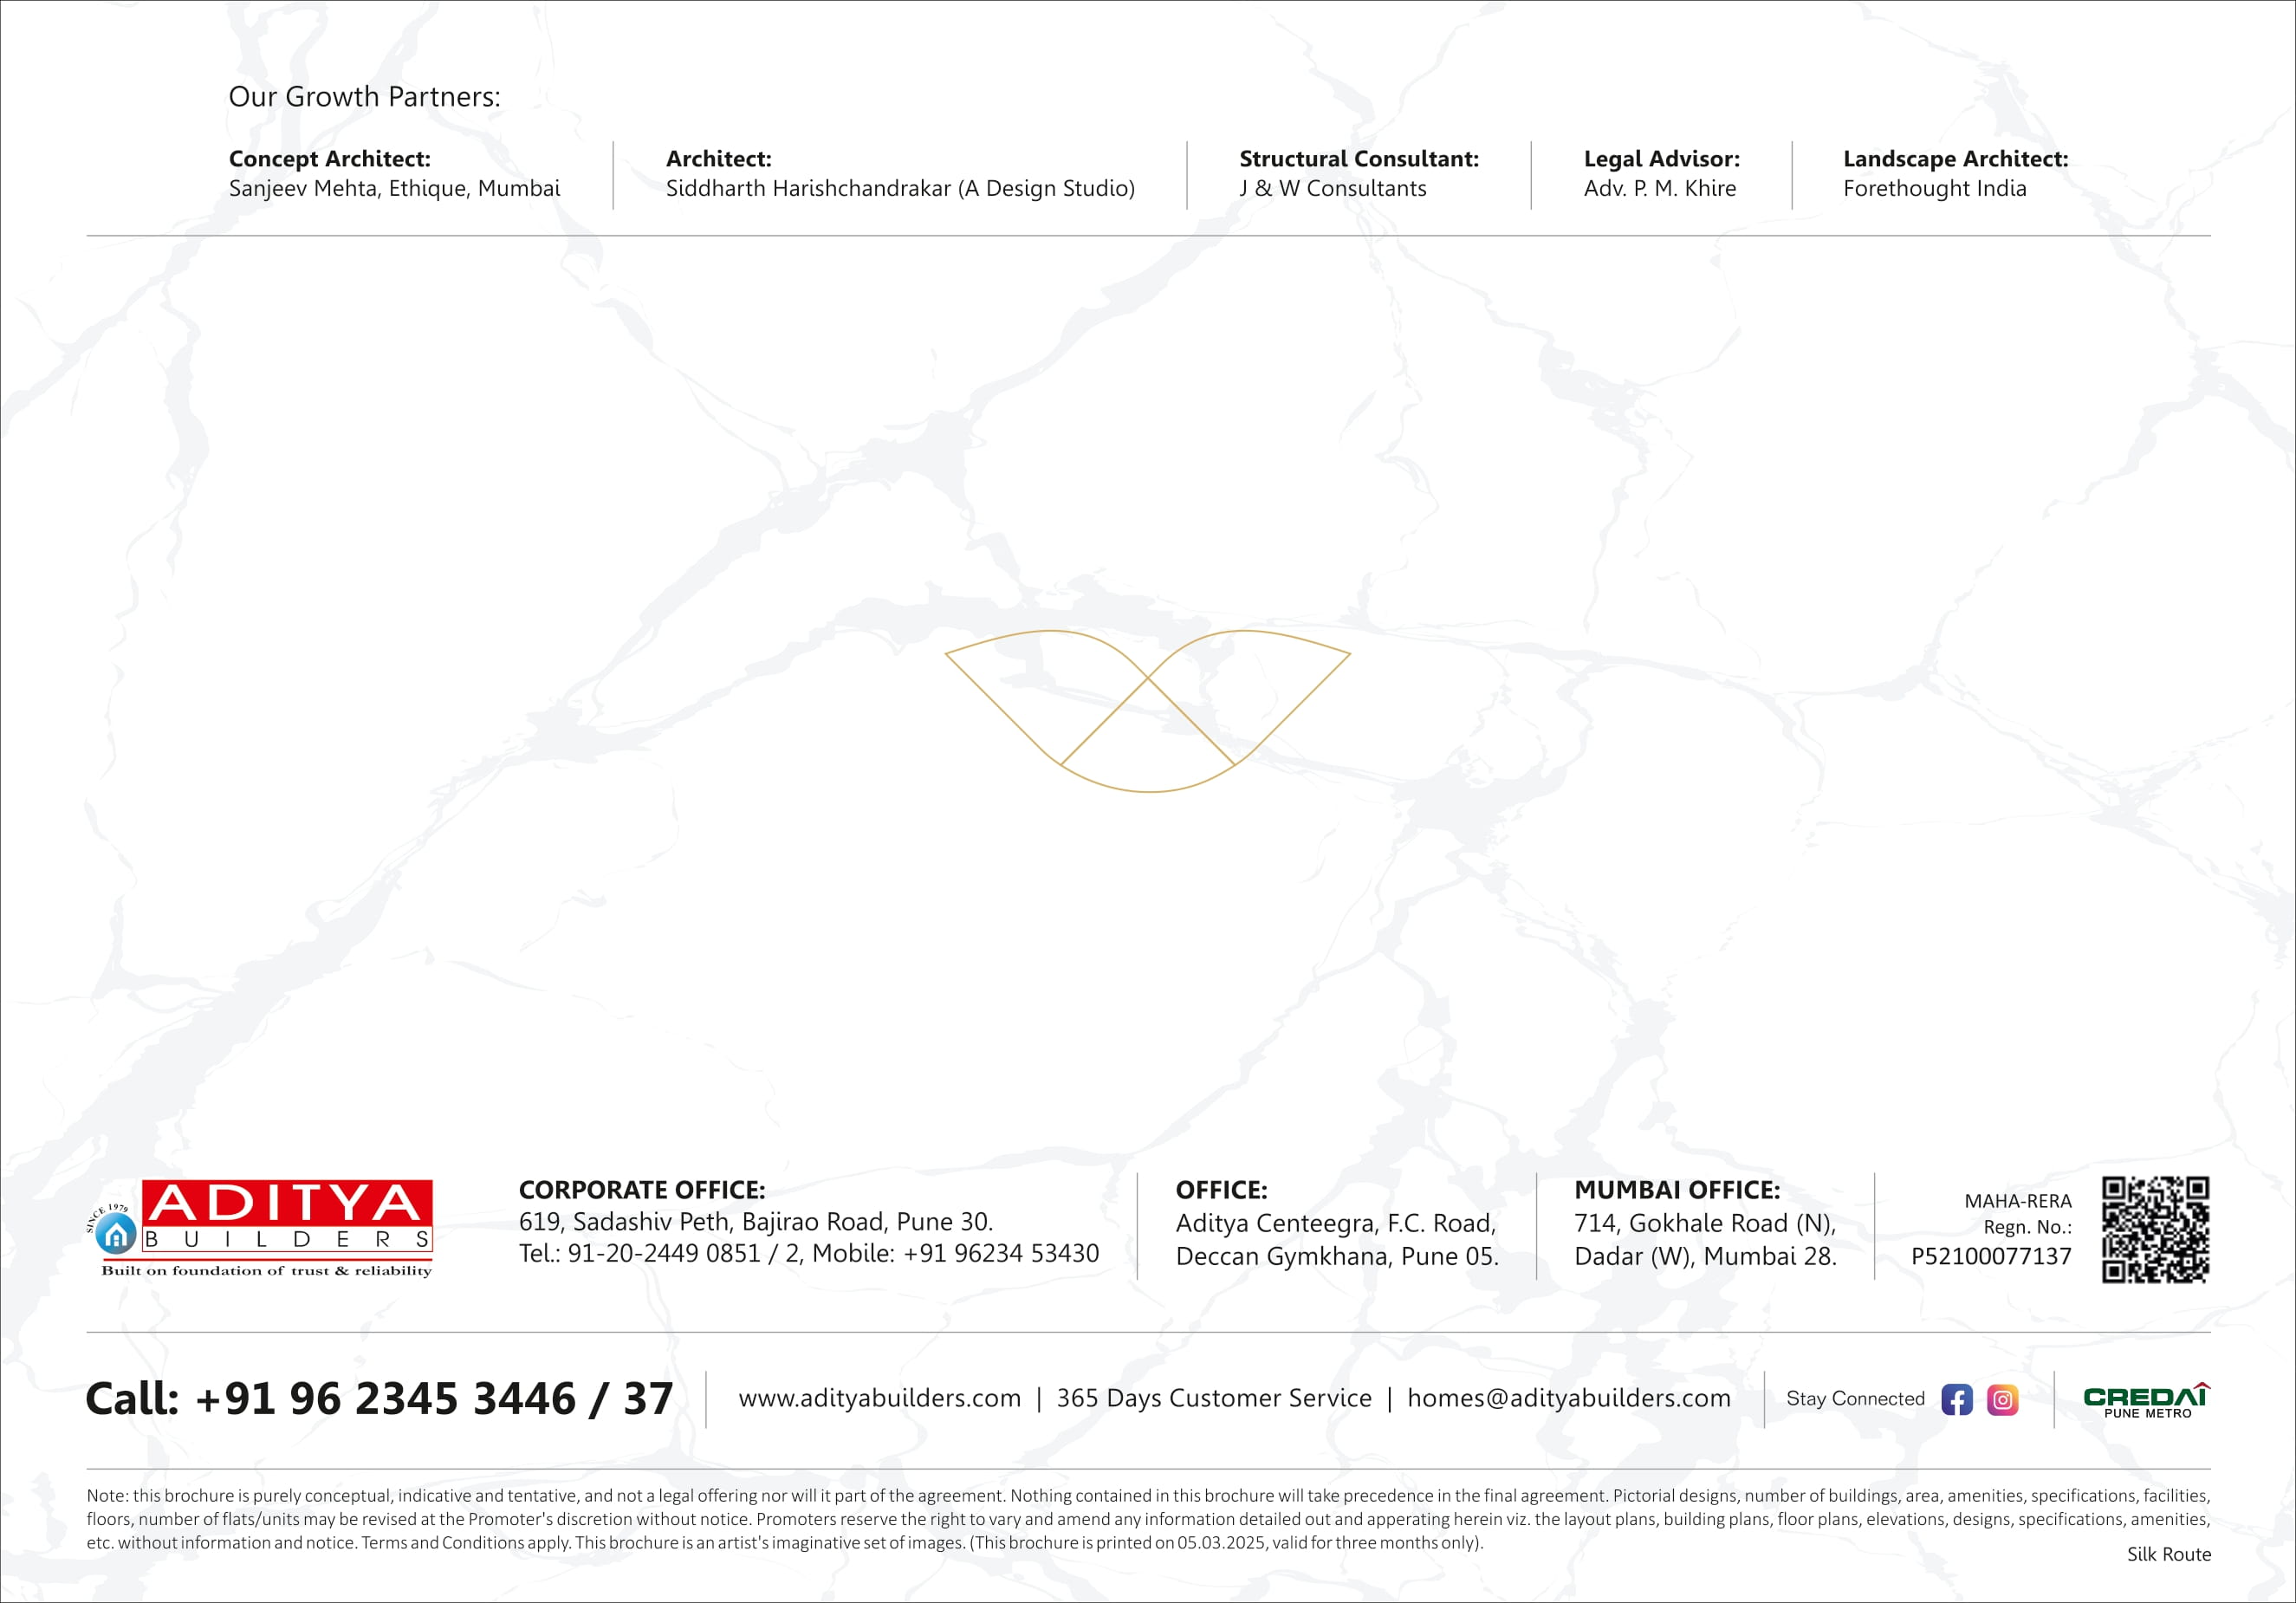 Our Growth Partners:
Concept Architect:
Sanjeev Mehta, Ethique, Mumbai
Architect:
Siddharth Harishchandrakar (A Design Studio)
Structural Consultant:
J & W Consultants
Legal Advisor:
Adv. P. M. Khire
Landscape Architect:
Forethought India
SINCE 1979
ADITYA
BUILDERS
Built on foundation of trust & reliability
CORPORATE OFFICE:
619, Sadashiv Peth, Bajirao Road, Pune 30.
Tel.: 91-20-2449 0851 / 2, Mobile: +91 96234 53430
OFFICE:
Aditya Centeegra, F.C. Road,
Deccan Gymkhana, Pune 05.
MUMBAI OFFICE:
714, Gokhale Road (N),
Dadar (W), Mumbai 28.
MAHA-RERA
Regn. No.:
P52100077137
Call: +91 96 2345 3446 / 37
www.adityabuilders.com | 365 Days Customer Service | homes@adityabuilders.com
Stay Connected
CREDAI
PUNE METRO
Note: this brochure is purely conceptual, indicative and tentative, and not a legal offering nor will it part of the agreement. Nothing contained in this brochure will take precedence in the final agreement. Pictorial designs, number of buildings, area, amenities, specifications, facilities,
floors, number of flats/units may be revised at the Promoter's discretion without notice. Promoters reserve the right to vary and amend any information detailed out and apperating herein viz. the layout plans, building plans, floor plans, elevations, designs, specifications, amenities,
etc. without information and notice. Terms and Conditions apply. This brochure is an artist's imaginative set of images. (This brochure is printed on 05.03.2025, valid for three months only).
Silk Route